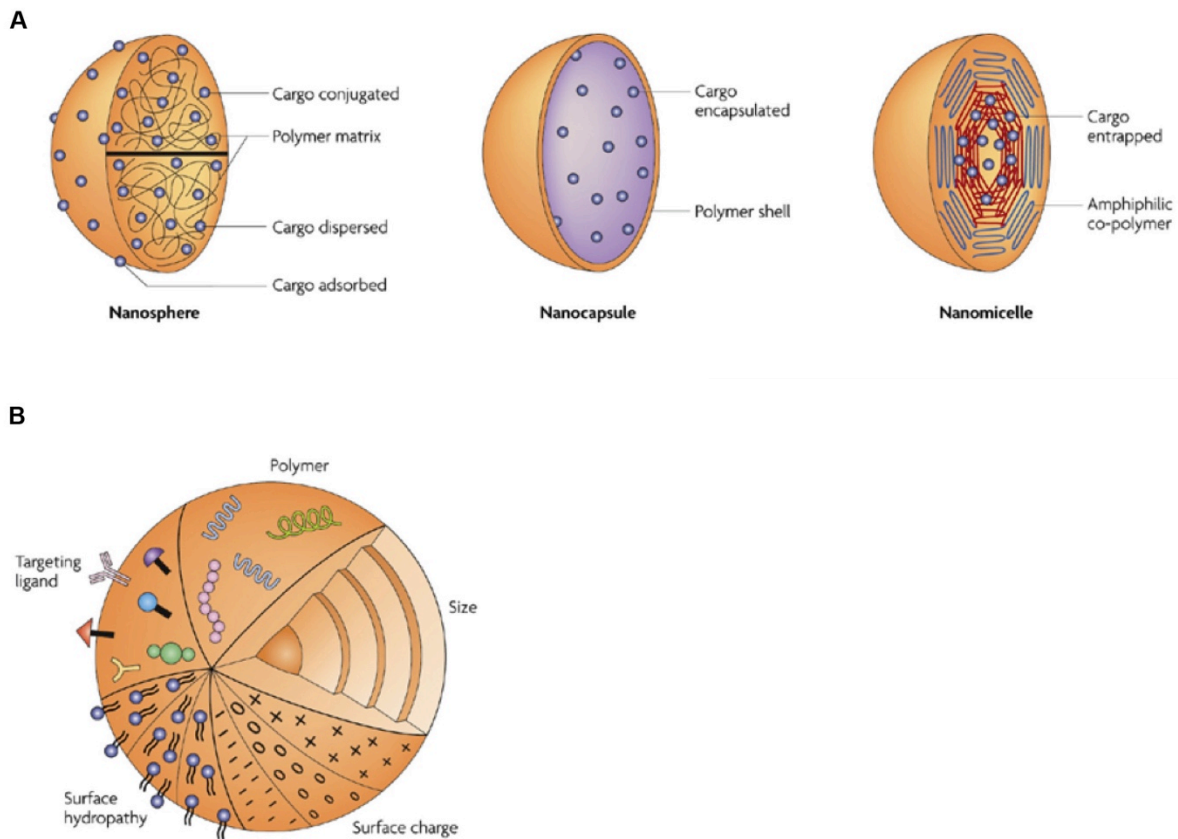 A
Cargo conjugated
Polymer matrix
Cargo dispersed
Cargo adsorbed
Nanosphere
Cargo
encapsulated
Polymer shell
Nanocapsule
Cargo
entrapped
Amphiphilic
co-polymer
Nanomicelle
B
Polymer
Targeting
ligand
Size
Surface
hydropathy
Surface charge